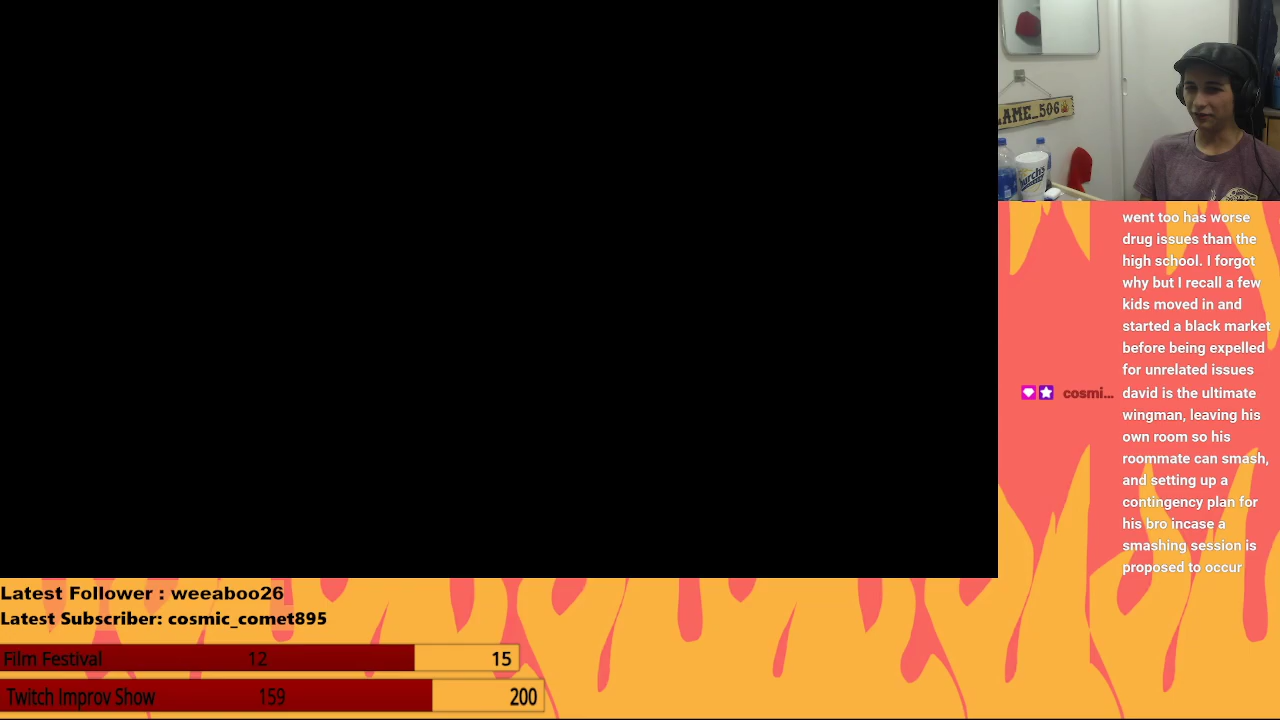 LAME_506
urch's
went too has worse
drug issues than the
high school. I forgot
why but I recall a few
kids moved in and
started a black market
before being expelled
for unrelated issues
cosmi... david is the ultimate
wingman, leaving his
own room so his
roommate can smash,
and setting up a
contingency plan for
his bro incase a
smashing session is
proposed to occur
Latest Follower : weeaboo26
Latest Subscriber: cosmic_comet895
Film Festival 12 15
Twitch Improv Show 159 200